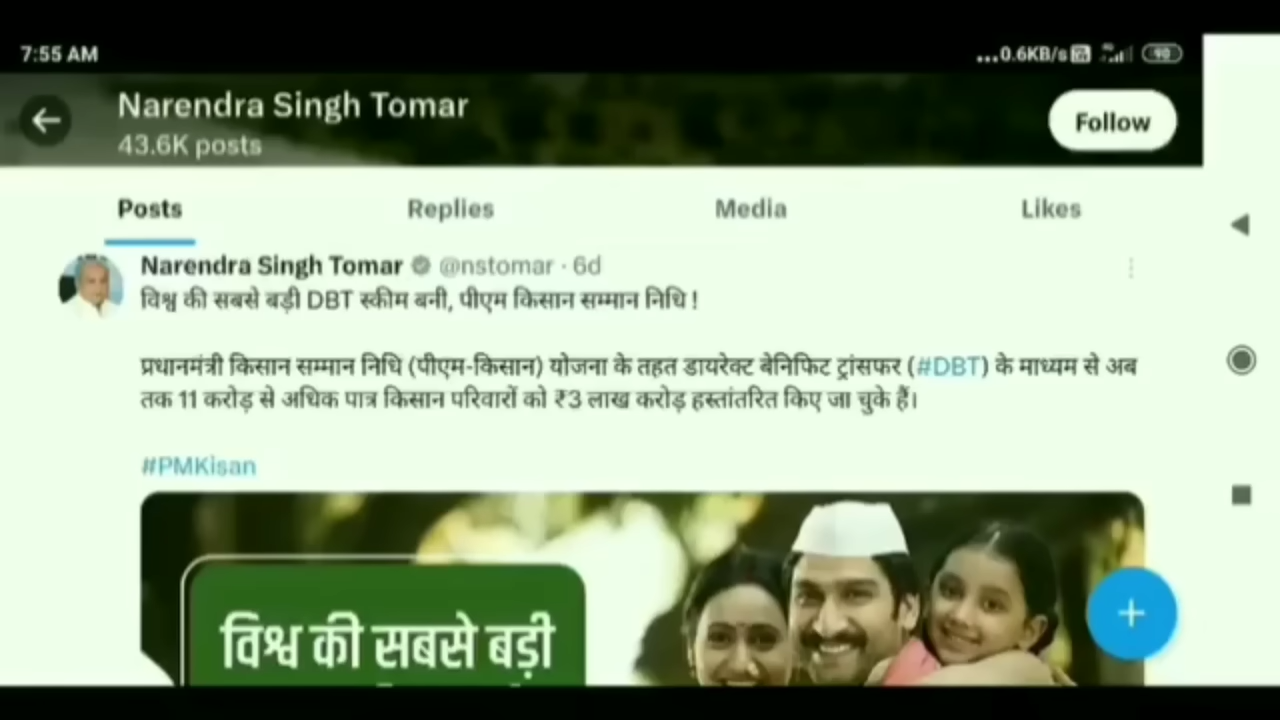 7:55 AM
...0.6KB/s 4G 90
Narendra Singh Tomar
43.6K posts
Follow
Posts Replies Media Likes
Narendra Singh Tomar @nstomar · 6d
विश्व की सबसे बड़ी DBT स्कीम बनी, पीएम किसान सम्मान निधि !
प्रधानमंत्री किसान सम्मान निधि (पीएम-किसान) योजना के तहत डायरेक्ट बेनिफिट ट्रांसफर (#DBT) के माध्यम से अब
तक 11 करोड़ से अधिक पात्र किसान परिवारों को ₹3 लाख करोड़ हस्तांतरित किए जा चुके हैं।
#PMKisan
विश्व की सबसे बड़ी